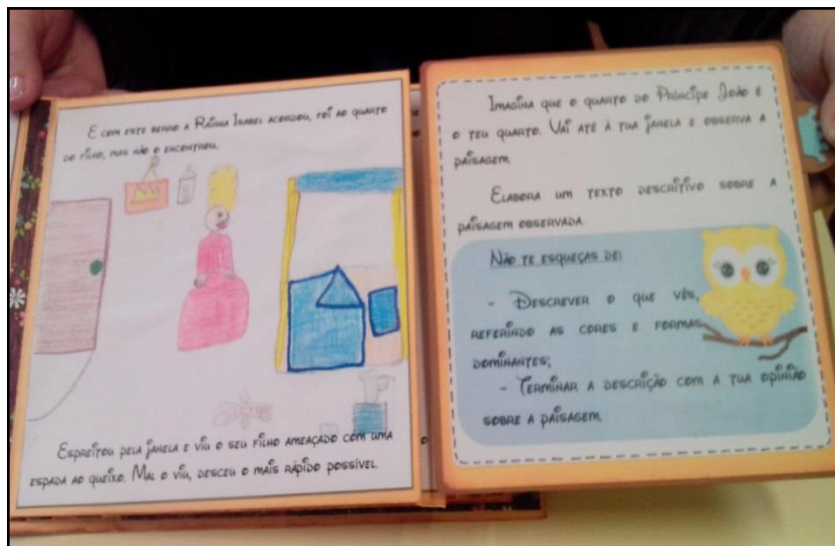 E com este berro a Rainha Isabel acordou, foi ao quarto
do filho, mas não o encontrou.
Espreitou pela janela e viu o seu filho ameaçado com uma
espada ao queixo. Mal o viu, desceu o mais rápido possível.
Imagina que o quarto do Príncipe João é
o teu quarto. Vai até à tua janela e observa a
paisagem.
Elabora um texto descritivo sobre a
paisagem observada.
Não te esqueças de:
- Descrever o que vês,
referindo as cores e formas
dominantes;
- Terminar a descrição com a tua opinião
sobre a paisagem.